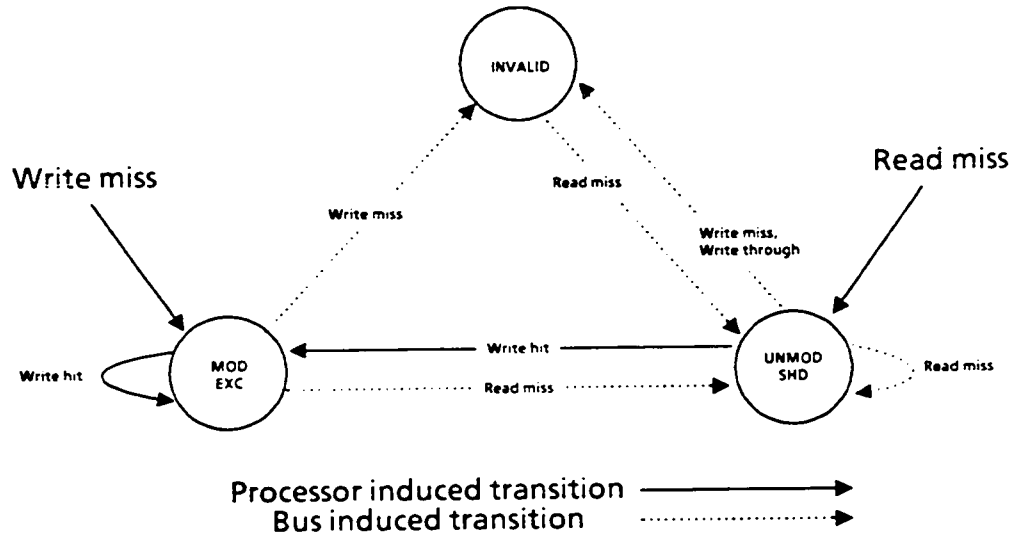 INVALID
Write miss
Read miss
Read miss
Write miss
Write miss,
Write through
Write hit
MOD
EXC
Write hit
Read miss
UNMOD
SHD
Read miss
Processor induced transition
Bus induced transition